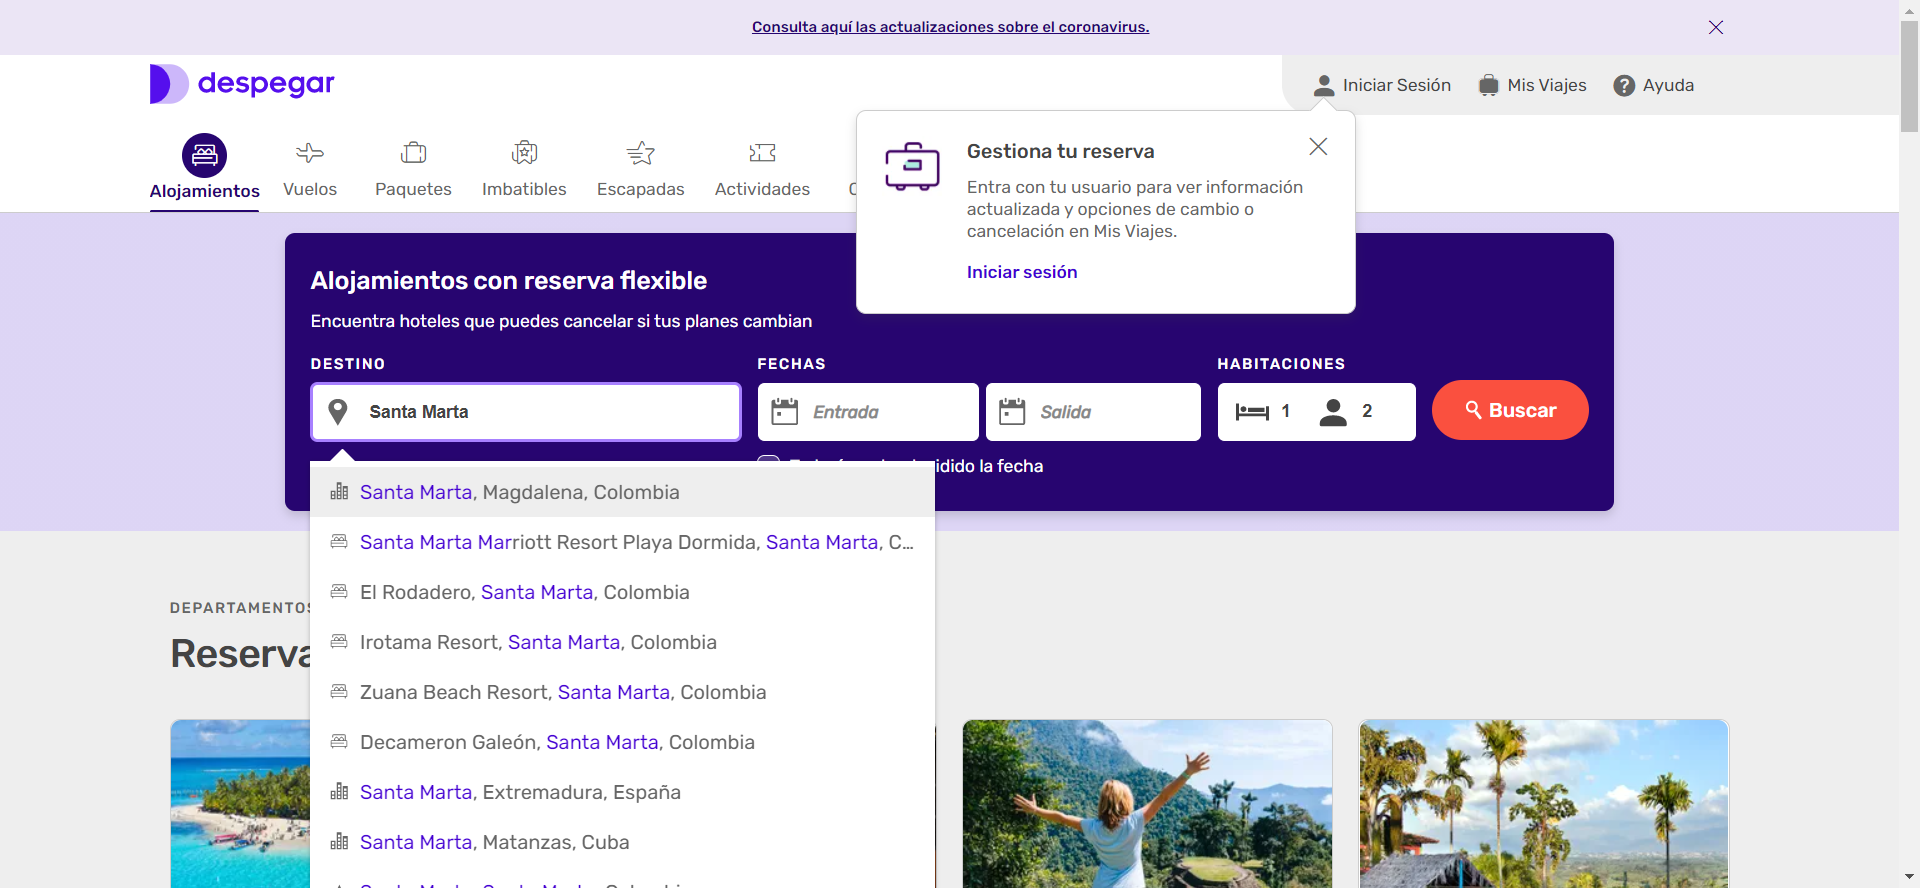 Consulta aquí las actualizaciones sobre el coronavirus.
despegar
Iniciar Sesión
Mis Viajes
Ayuda
Alojamientos
Vuelos
Paquetes
Imbatibles
Escapadas
Actividades
Gestiona tu reserva
Entra con tu usuario para ver información
actualizada y opciones de cambio o
cancelación en Mis Viajes.
Iniciar sesión
Alojamientos con reserva flexible
Encuentra hoteles que puedes cancelar si tus planes cambian
DESTINO
FECHAS
HABITACIONES
Santa Marta
Entrada
Salida
1
2
Buscar
la fecha
Santa Marta, Magdalena, Colombia
Santa Marta Marriott Resort Playa Dormida, Santa Marta, C...
El Rodadero, Santa Marta, Colombia
Irotama Resort, Santa Marta, Colombia
Zuana Beach Resort, Santa Marta, Colombia
Decameron Galeón, Santa Marta, Colombia
Santa Marta, Extremadura, España
Santa Marta, Matanzas, Cuba
DEPARTAMENTOS
Reserva